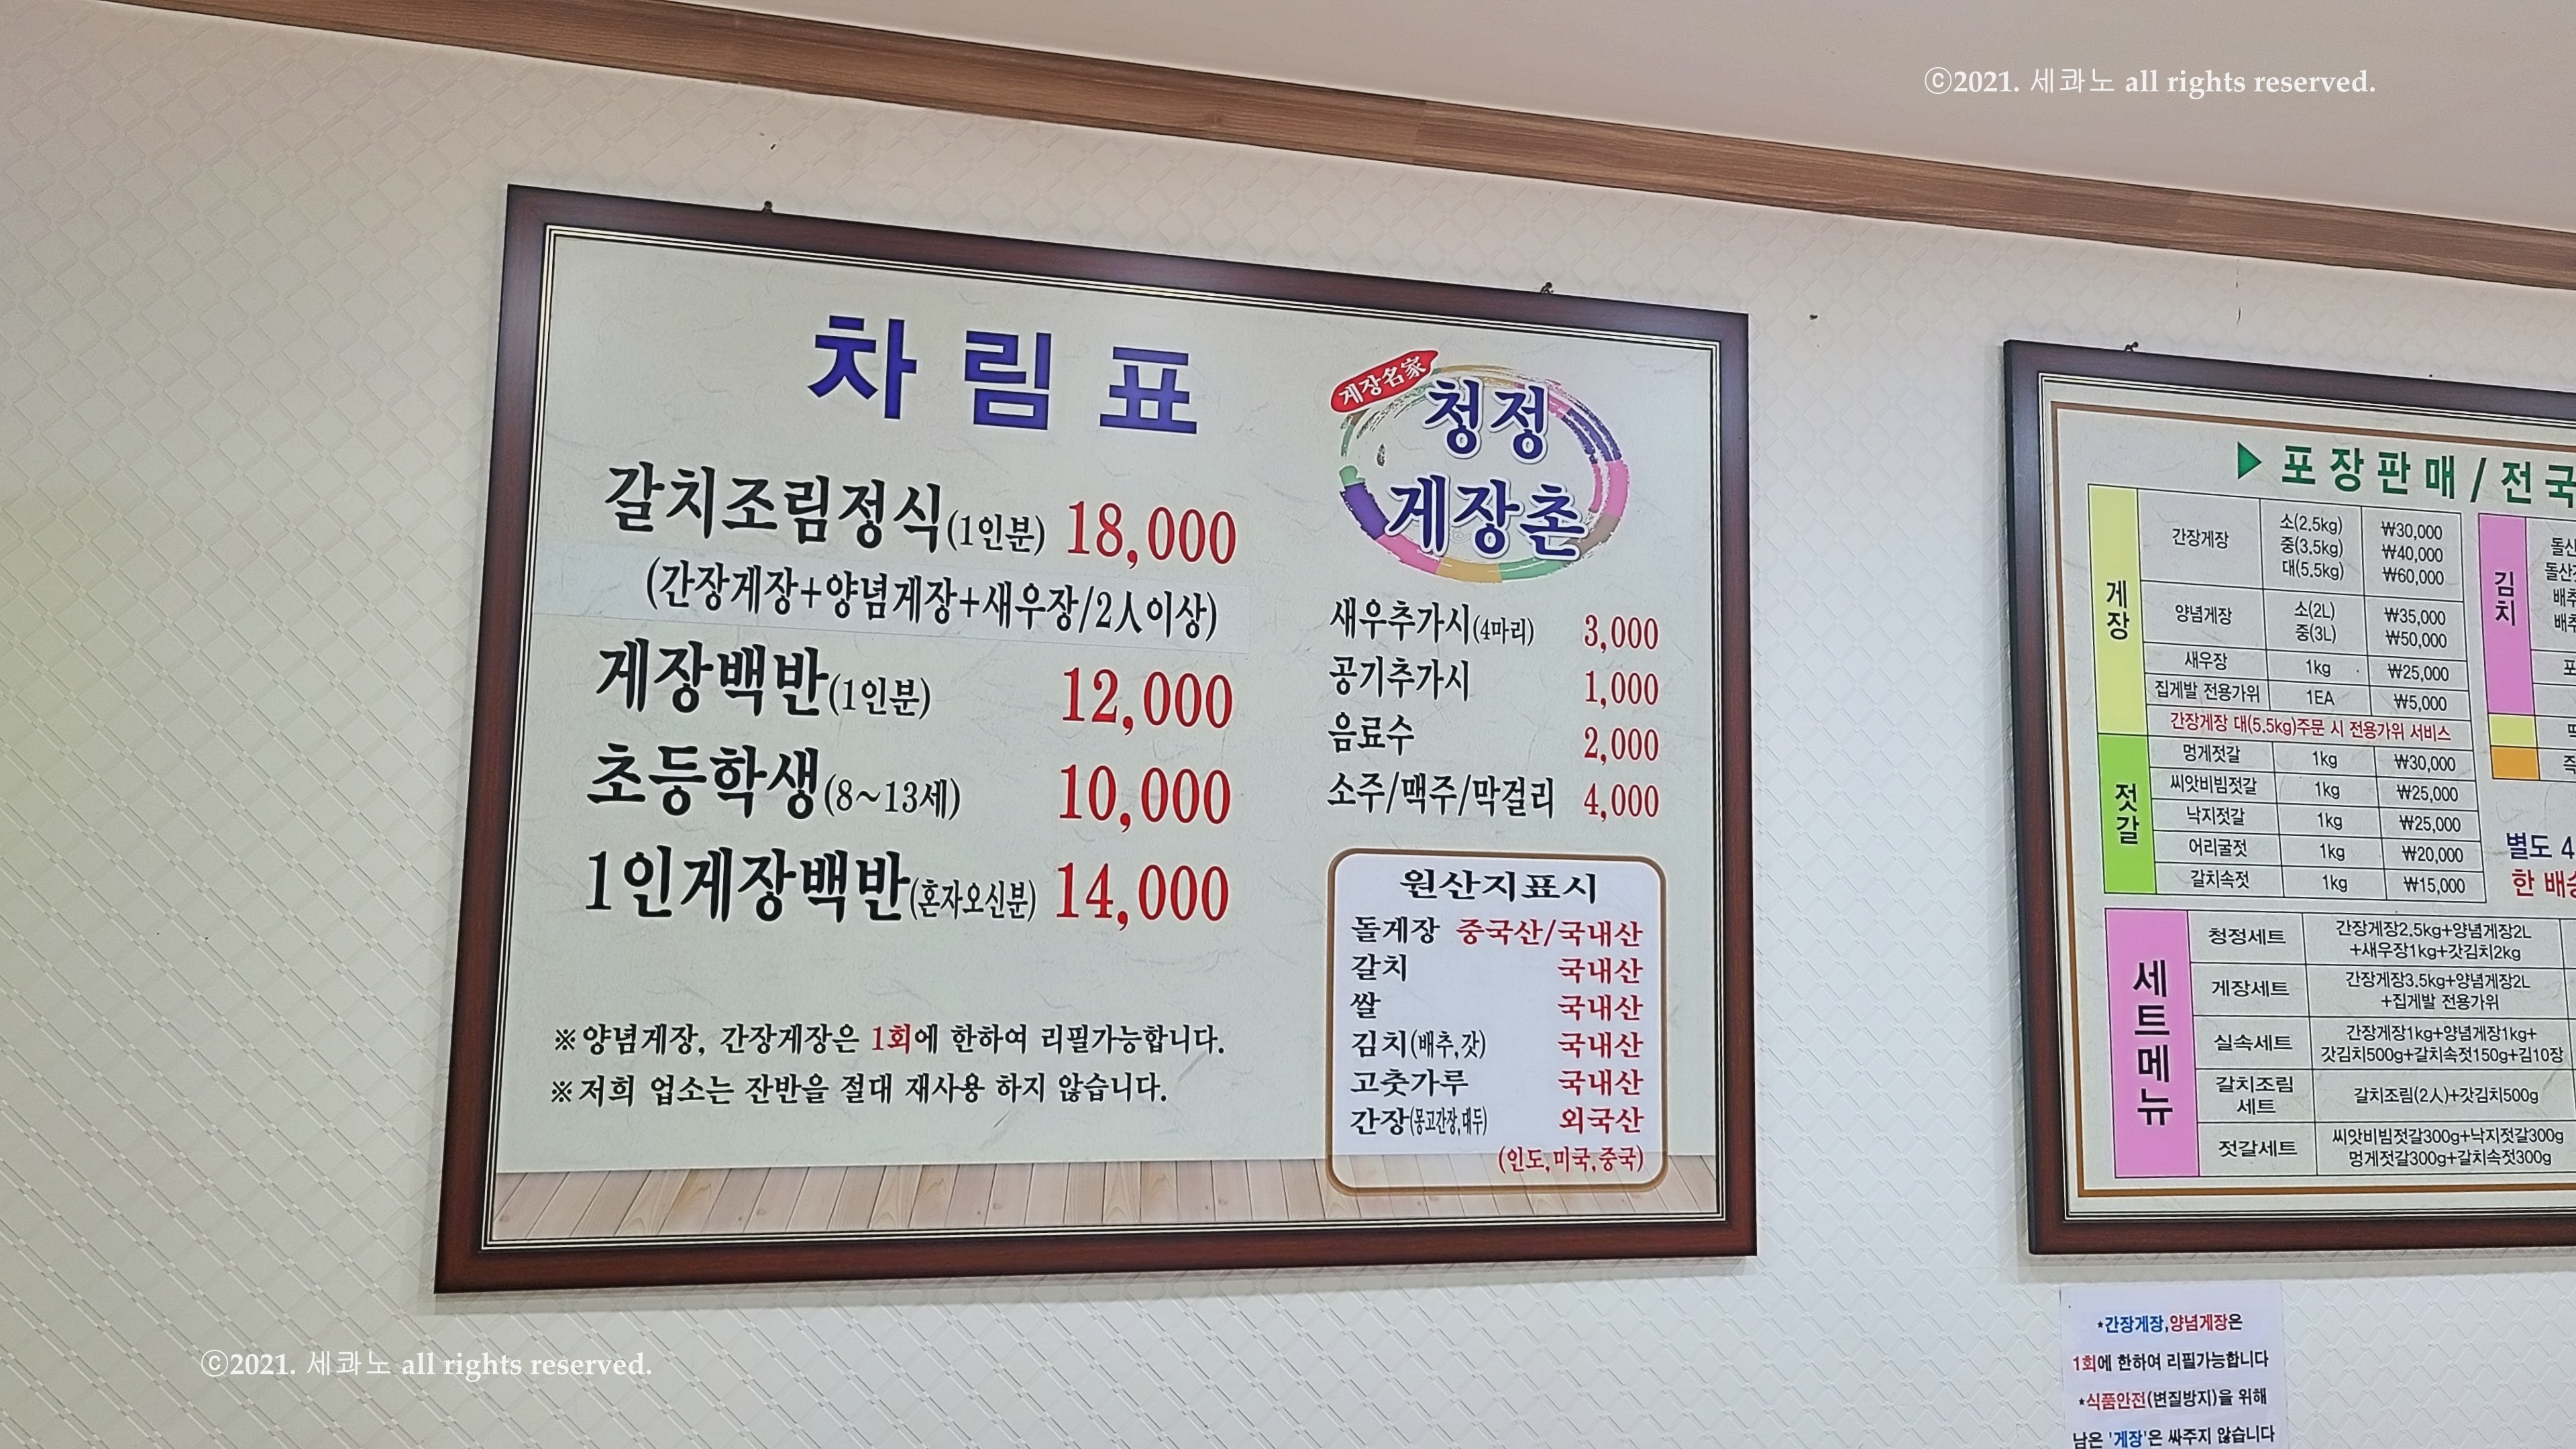 ⓒ2021. 세콰노 all rights reserved.
차림표
갈치조림정식(1인분) 18,000
(간장게장+양념게장+새우장/2人이상)
게장백반(1인분) 12,000
초등학생(8~13세) 10,000
1인게장백반(혼자오신분) 14,000
※양념게장, 간장게장은 1회에 한하여 리필가능합니다.
※저희 업소는 잔반을 절대 재사용 하지 않습니다.
게장名家
청정
게장촌
새우추가시(4마리) 3,000
공기추가시 1,000
음료수 2,000
소주/맥주/막걸리 4,000
원산지표시
돌게장 중국산/국내산
갈치 국내산
쌀 국내산
김치(배추,갓) 국내산
고춧가루 국내산
간장(몽고간장,대두) 외국산
(인도,미국,중국)
▶ 포장판매/전국
게장
간장게장 소(2.5kg) ₩30,000
중(3.5kg) ₩40,000
대(5.5kg) ₩60,000
양념게장 소(2L) ₩35,000
중(3L) ₩50,000
새우장 1kg ₩25,000
집게발 전용가위 1EA ₩5,000
간장게장 대(5.5kg)주문 시 전용가위 서비스
젓갈
멍게젓갈 1kg ₩30,000
씨앗비빔젓갈 1kg ₩25,000
낙지젓갈 1kg ₩25,000
어리굴젓 1kg ₩20,000
갈치속젓 1kg ₩15,000
김치
별도 4
한
세트메뉴
청정세트 간장게장2.5kg+양념게장2L
+새우장1kg+갓김치2kg
게장세트 간장게장3.5kg+양념게장2L
+집게발 전용가위
실속세트 간장게장1kg+양념게장1kg+
갓김치500g+갈치속젓150g+김10장
갈치조림
세트 갈치조림(2人)+갓김치500g
젓갈세트 씨앗비빔젓갈300g+낙지젓갈300g
멍게젓갈300g+갈치속젓300g
*간장게장,양념게장은
1회에 한하여 리필가능합니다
*식품안전(변질방지)을 위해
남은 '게장'은 싸주지 않습니다
ⓒ2021. 세콰노 all rights reserved.